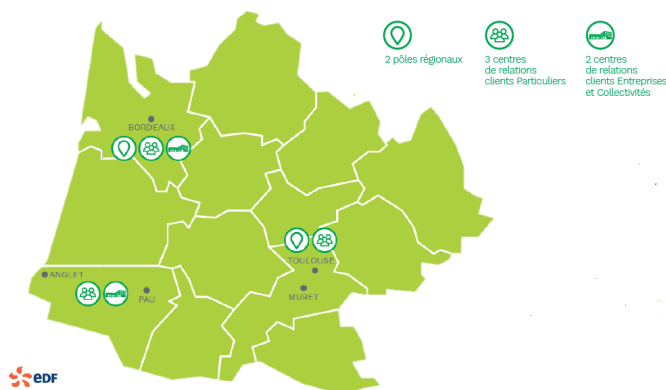 2 pôles régionaux
3 centres
de relations
clients Particuliers
2 centres
de relations
clients Entreprises
et Collectivités
BORDEAUX
TOULOUSE
ANGLET
PAU
MURET
eDF